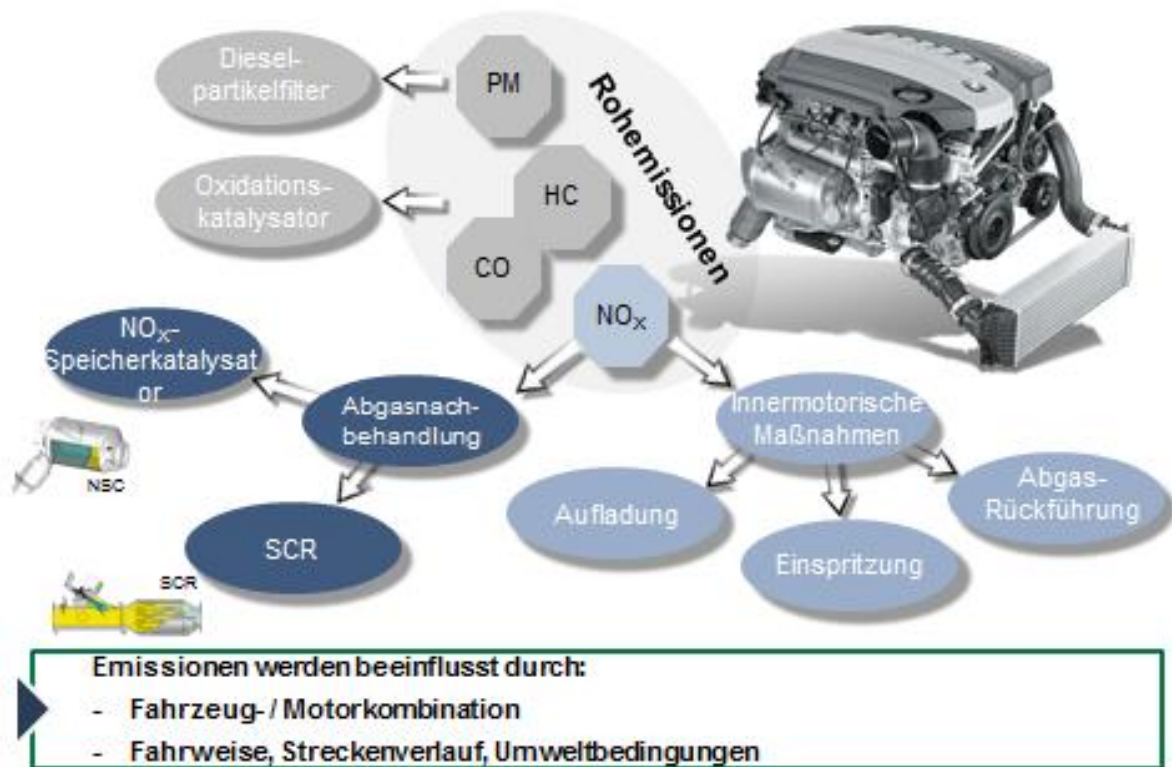 Diesel-
partikelfilter
PM
Rohemissionen
Oxidations-
katalysator
HC
CO
NOx
NOx-
Speicherkatalysat
or
Abgasnach-
behandlung
Innermotorische
Maßnahmen
NSC
Aufladung
Abgas-
Rückführung
SCR
Einspritzung
SCR
Emissionen werden beeinflusst durch:
- Fahrzeug- / Motorkombination
- Fahrweise, Streckenverlauf, Umweltbedingungen